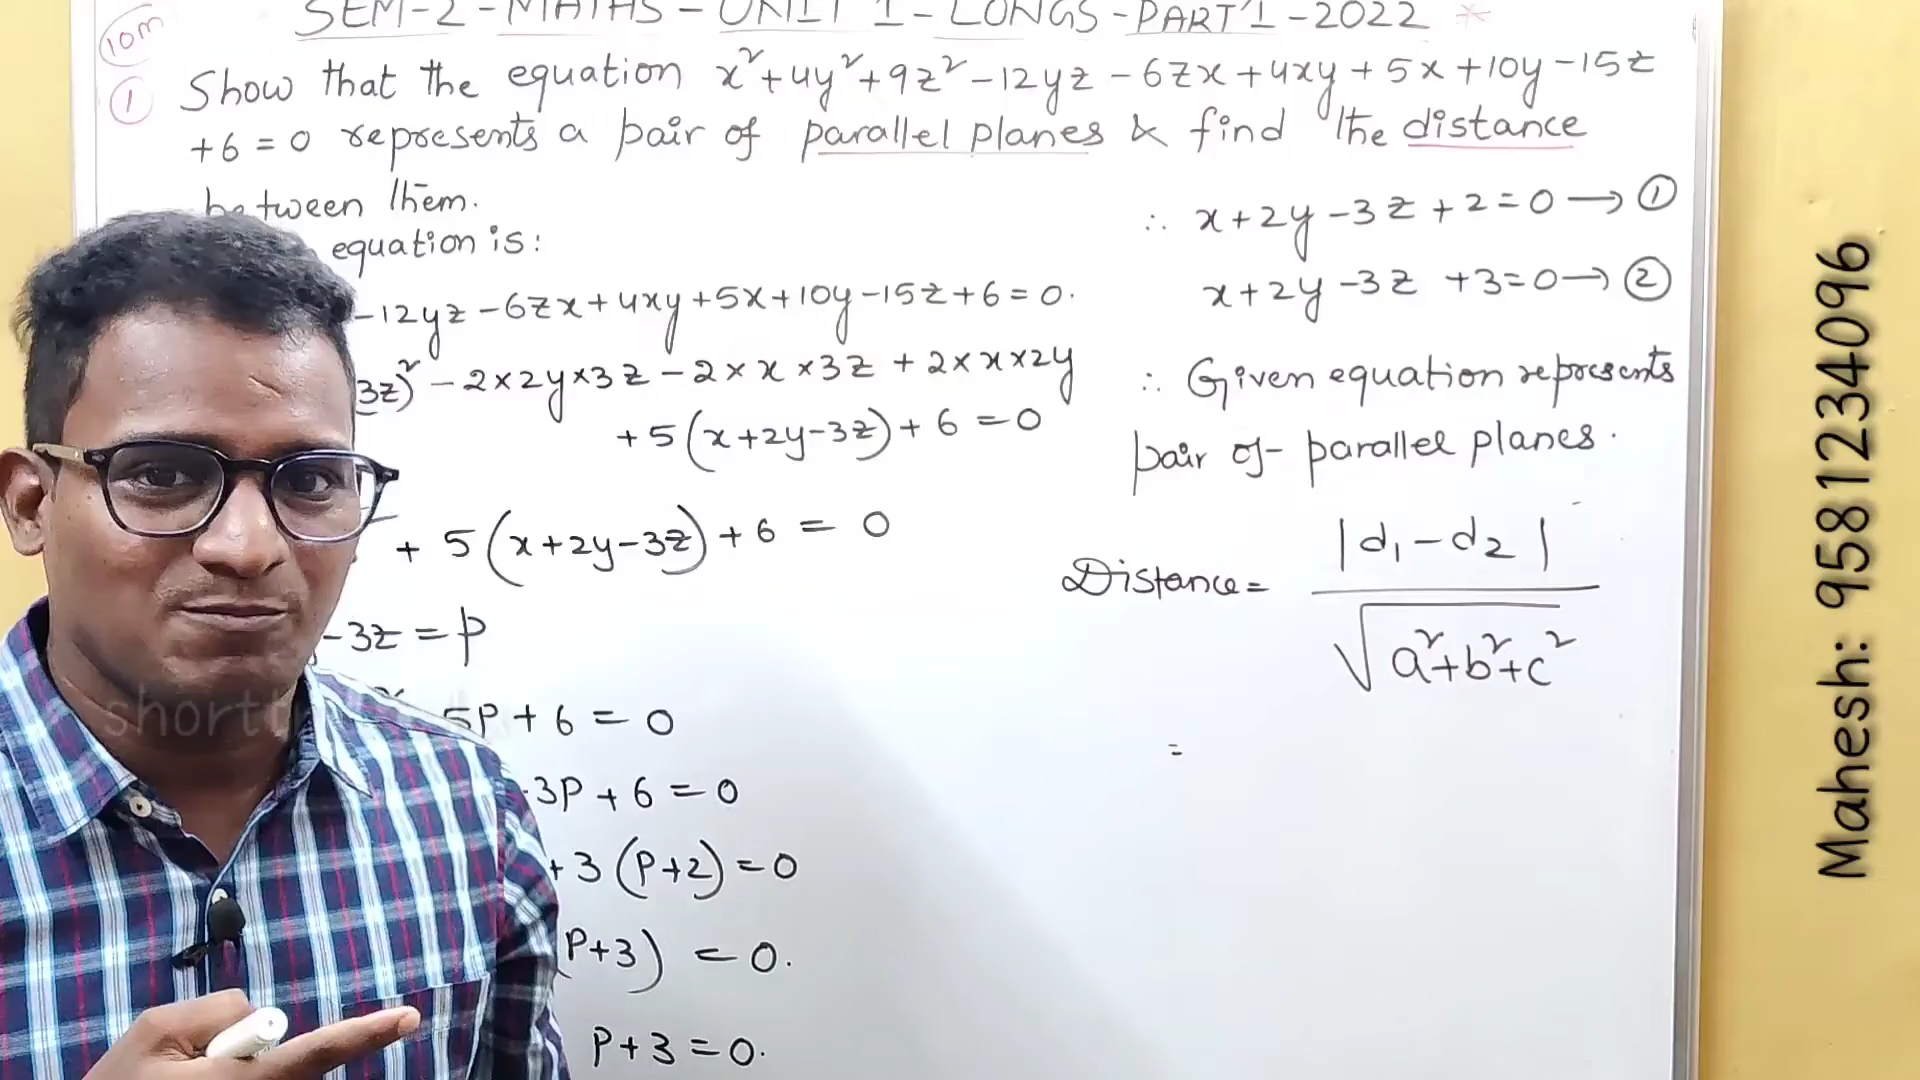 SEM-2-MATHS-UNIT 1-LONGS-PART 1-2022 *
10m
1 Show that the equation x²+4y²+9z²-12yz-6zx+4xy+5x+10y-15z
+6=0 represents a pair of parallel planes & find the distance
between them.
equation is:
-12yz-6zx+4xy+5x+10y-15z+6=0.
3z)²-2×2y×3z-2×x×3z+2×x×2y
+5(x+2y-3z)+6=0
+5(x+2y-3z)+6=0
-3z=p
5p+6=0
3p+6=0
+3(p+2)=0
(p+3)=0.
p+3=0.
∴ x+2y-3z+2=0→①
x+2y-3z+3=0→②
∴ Given equation represents
pair of parallel planes.
Distance= |d₁-d₂| / √a²+b²+c²
=
Mahesh: 9581234096
shortt